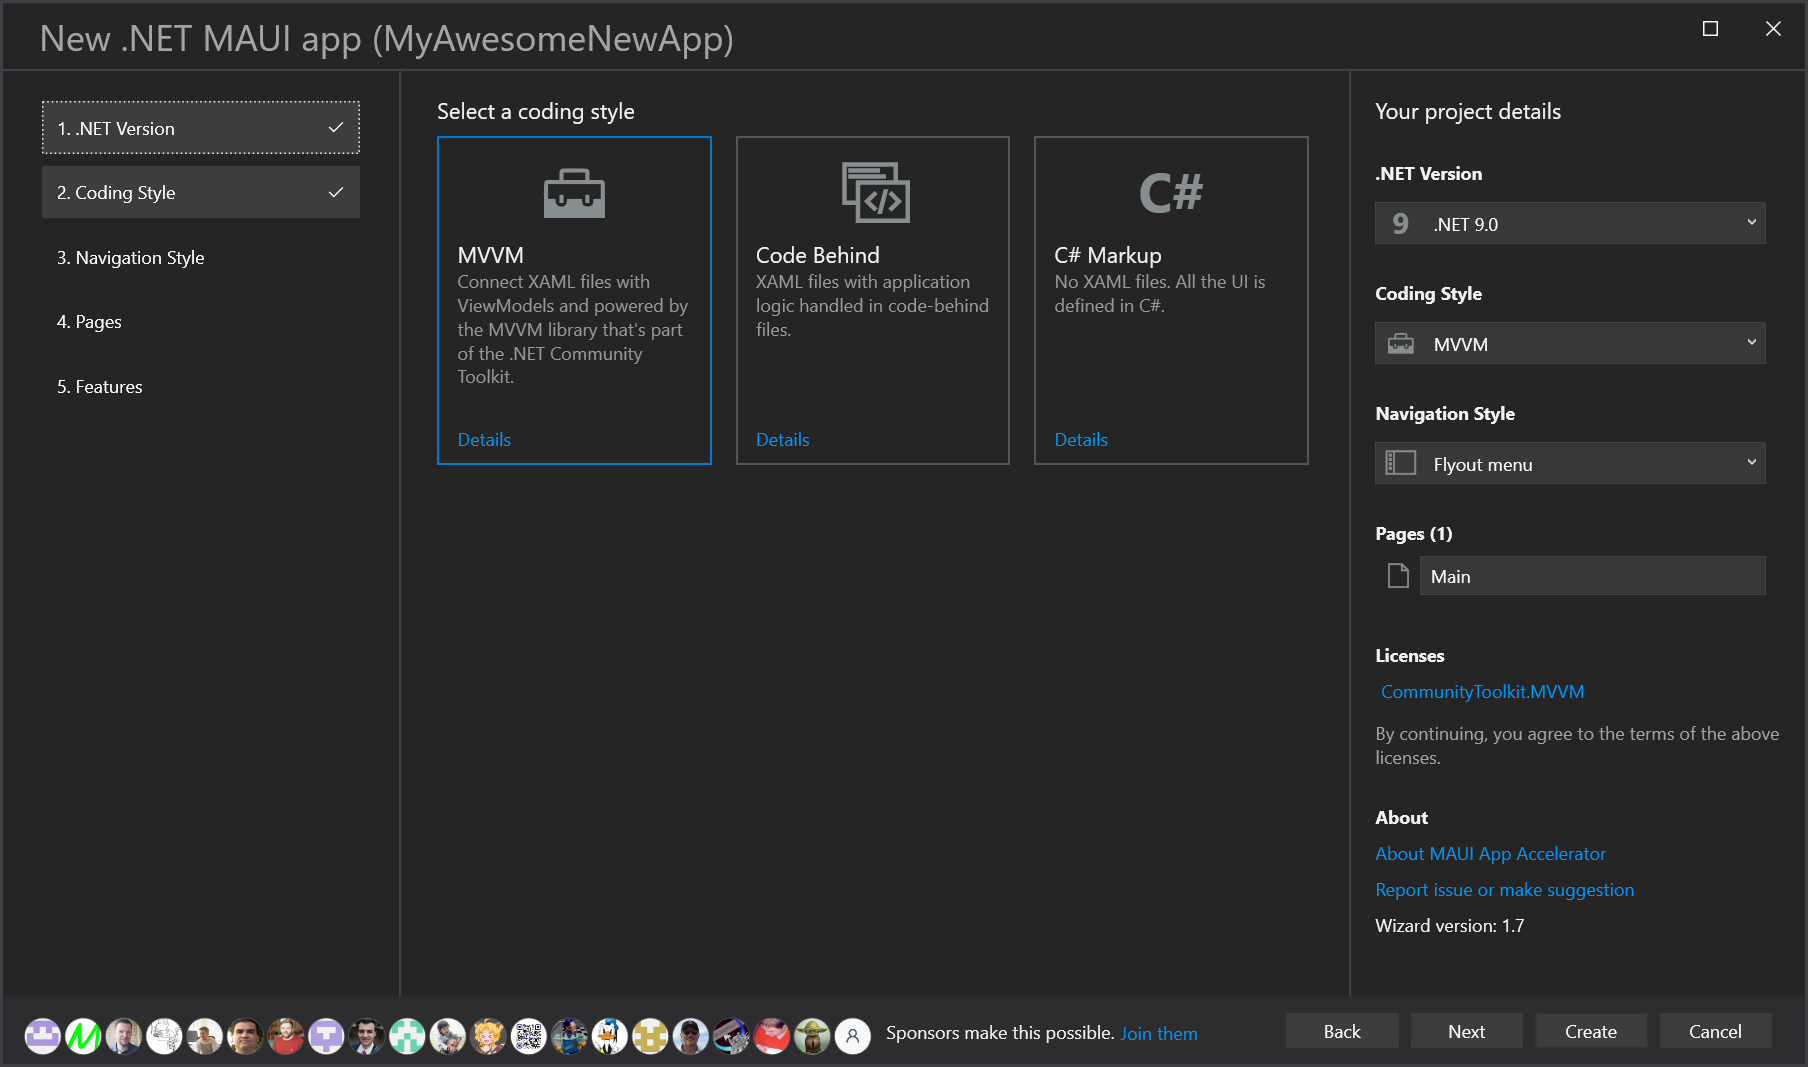 New .NET MAUI app (MyAwesomeNewApp)
1. .NET Version
2. Coding Style
3. Navigation Style
4. Pages
5. Features
Select a coding style
MVVM
Connect XAML files with
ViewModels and powered by
the MVVM library that's part
of the .NET Community
Toolkit.
Details
Code Behind
XAML files with application
logic handled in code-behind
files.
Details
C#
C# Markup
No XAML files. All the UI is
defined in C#.
Details
Your project details
.NET Version
9 .NET 9.0
Coding Style
MVVM
Navigation Style
Flyout menu
Pages (1)
Main
Licenses
CommunityToolkit.MVVM
By continuing, you agree to the terms of the above
licenses.
About
About MAUI App Accelerator
Report issue or make suggestion
Wizard version: 1.7
Sponsors make this possible. Join them
Back
Next
Create
Cancel